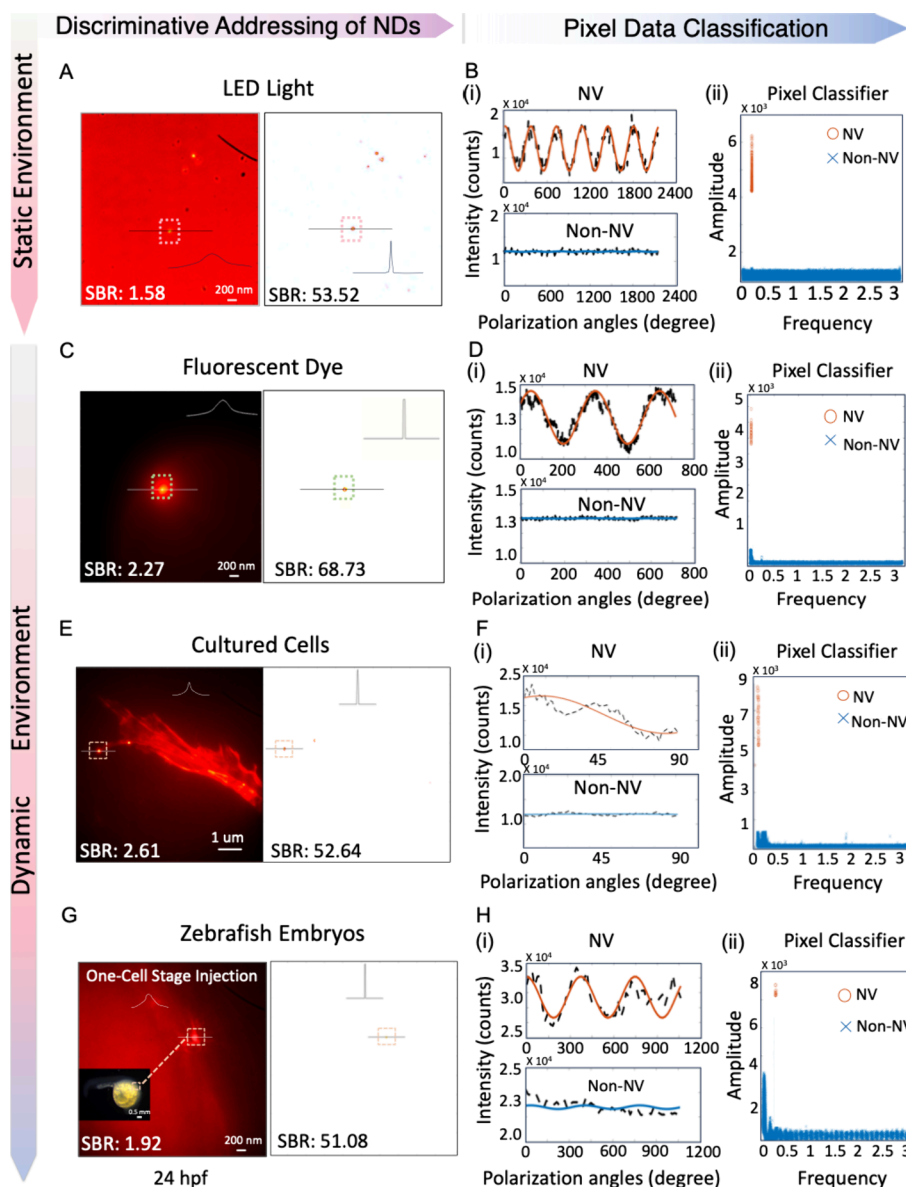 Discriminative Addressing of NDs
Pixel Data Classification
Static Environment
Dynamic Environment
A
LED Light
SBR: 1.58
200 nm
SBR: 53.52
B
(i)
NV
X 10⁴
2
1
0 600 1200 1800 2400
X 10⁴
2
Non-NV
1
0 600 1200 1800 2400
Intensity (counts)
Polarization angles (degree)
(ii)
Pixel Classifier
X 10³
NV
Non-NV
6
5
4
2
0 0.5 1 1.5 2 2.5 3
Amplitude
Frequency
C
Fluorescent Dye
SBR: 2.27
200 nm
SBR: 68.73
D
(i)
NV
X 10⁴
1.5
1.3
1.0
0 200 400 600 800
X 10⁴
1.5
Non-NV
1.3
1.0
0 200 400 600 800
Intensity (counts)
Polarization angles (degree)
(ii)
Pixel Classifier
X 10³
NV
Non-NV
5
4
3
2
1
0 0.5 1 1.5 2 2.5 3
Amplitude
Frequency
E
Cultured Cells
SBR: 2.61
1 um
SBR: 52.64
F
(i)
NV
X 10⁴
2.5
1.5
1.0
0 45 90
X 10⁴
2.0
Non-NV
1.0
0 45 90
Intensity (counts)
Polarization angles (degree)
(ii)
Pixel Classifier
X 10³
NV
Non-NV
9
7
5
3
1
0 0.5 1 1.5 2 2.5 3
Amplitude
Frequency
G
Zebrafish Embryos
One-Cell Stage Injection
0.5 mm
SBR: 1.92
200 nm
SBR: 51.08
24 hpf
H
(i)
NV
X 10⁴
3.5
3.0
2.5
0 300 600 900 1200
X 10⁴
Non-NV
2.3
2.0
0 300 600 900 1200
Intensity (counts)
Polarization angles (degree)
(ii)
Pixel Classifier
X 10³
NV
Non-NV
8
6
4
2
0 0.5 1 1.5 2 2.5 3
Amplitude
Frequency